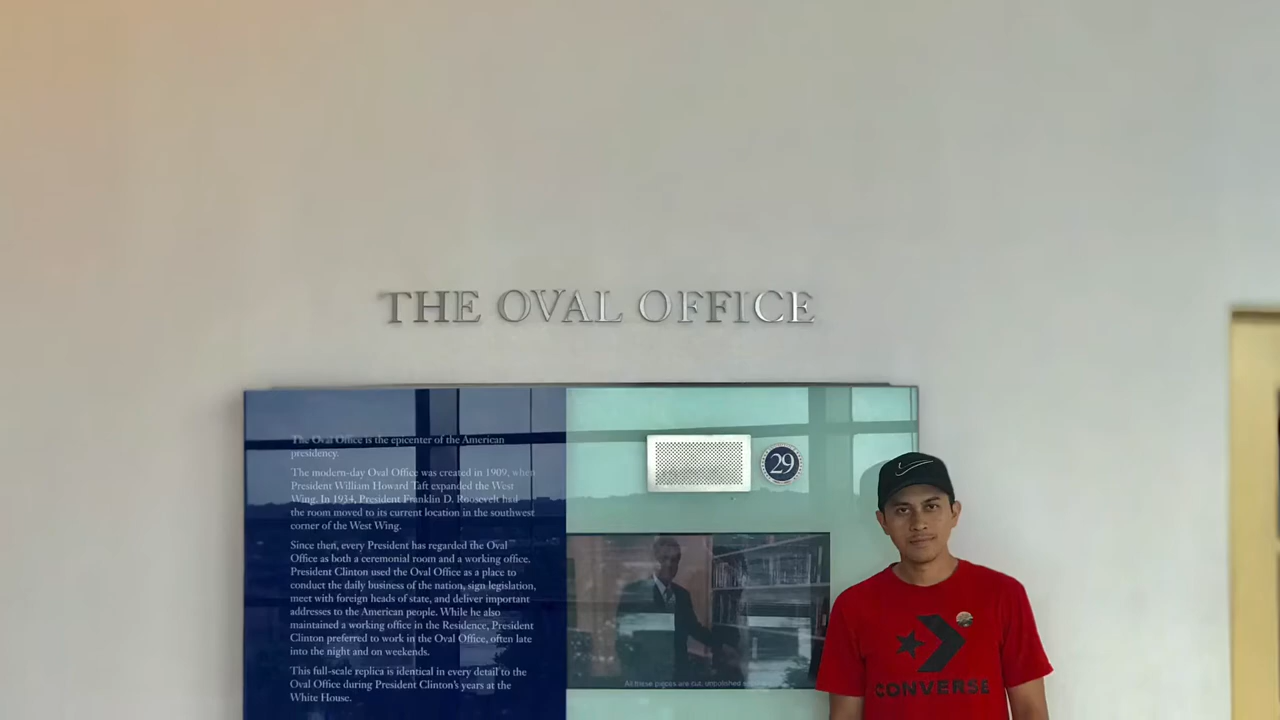 THE OVAL OFFICE
The Oval Office is the epicenter of the American
presidency.
The modern-day Oval Office was created in 1909, when
President William Howard Taft expanded the West
Wing. In 1934, President Franklin D. Roosevelt had
the room moved to its current location in the southwest
corner of the West Wing.
Since then, every President has regarded the Oval
Office as both a ceremonial room and a working office.
President Clinton used the Oval Office as a place to
conduct the daily business of the nation, sign legislation,
meet with foreign heads of state, and deliver important
addresses to the American people. While he also
maintained a working office in the Residence, President
Clinton preferred to work in the Oval Office, often late
into the night and on weekends.
This full-scale replica is identical in every detail to the
Oval Office during President Clinton's years at the
White House.
29
All these pages are cut, unpolished
CONVERSE